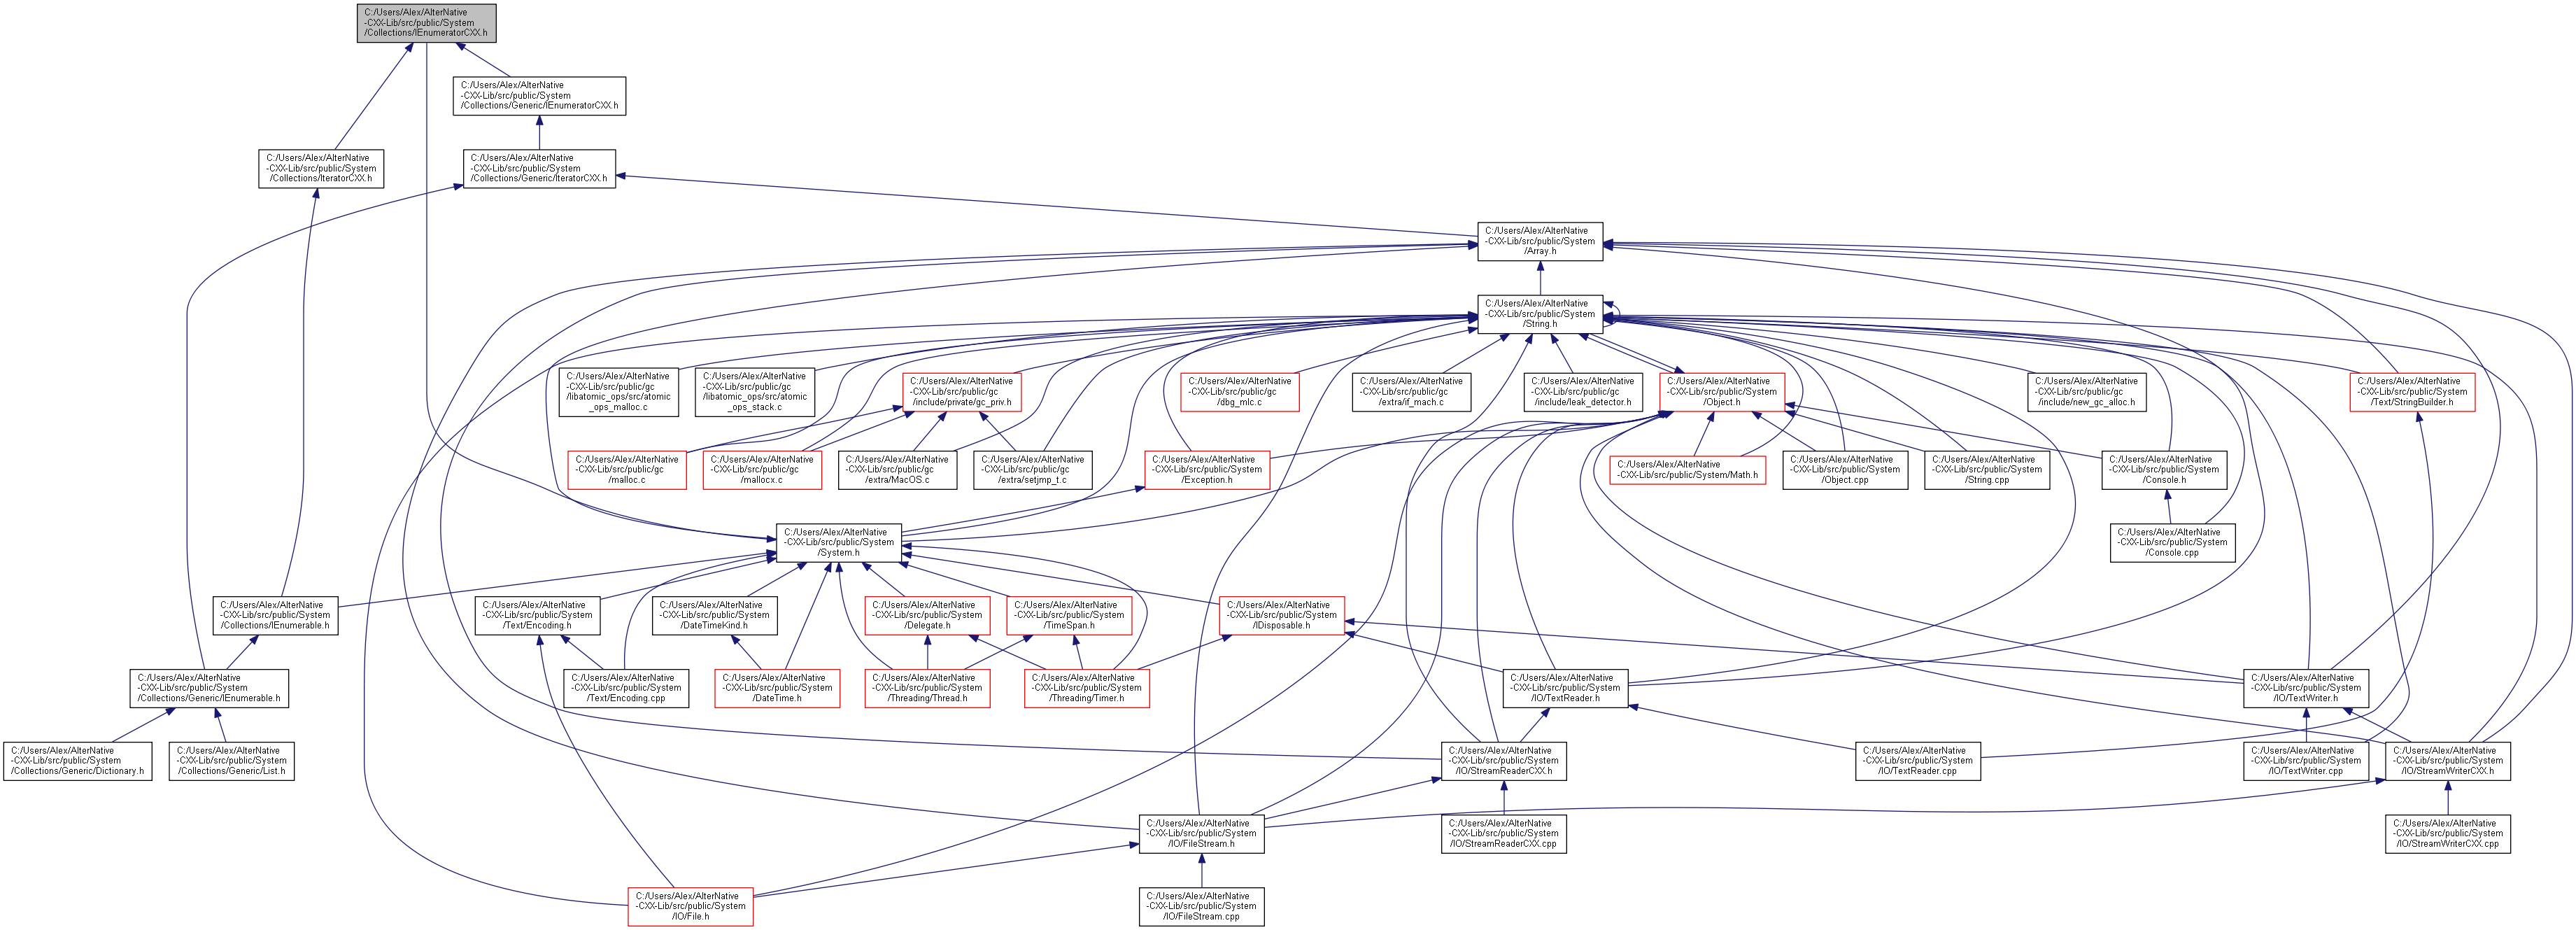 C:/Users/Alex/AlterNative
-CXX-Lib/src/public/System
/Collections/IEnumeratorCXX.h
C:/Users/Alex/AlterNative
-CXX-Lib/src/public/System
/Collections/Generic/IEnumeratorCXX.h
C:/Users/Alex/AlterNative
-CXX-Lib/src/public/System
/Collections/IteratorCXX.h
C:/Users/Alex/AlterNative
-CXX-Lib/src/public/System
/Collections/Generic/IteratorCXX.h
C:/Users/Alex/AlterNative
-CXX-Lib/src/public/System
/Array.h
C:/Users/Alex/AlterNative
-CXX-Lib/src/public/System
/String.h
C:/Users/Alex/AlterNative
-CXX-Lib/src/public/gc
/libatomic_ops/src/atomic
_ops_malloc.c
C:/Users/Alex/AlterNative
-CXX-Lib/src/public/gc
/libatomic_ops/src/atomic
_ops_stack.c
C:/Users/Alex/AlterNative
-CXX-Lib/src/public/gc
/include/private/gc_priv.h
C:/Users/Alex/AlterNative
-CXX-Lib/src/public/gc
/dbg_mlc.c
C:/Users/Alex/AlterNative
-CXX-Lib/src/public/gc
/extra/if_mach.c
C:/Users/Alex/AlterNative
-CXX-Lib/src/public/gc
/include/leak_detector.h
C:/Users/Alex/AlterNative
-CXX-Lib/src/public/System
/Object.h
C:/Users/Alex/AlterNative
-CXX-Lib/src/public/gc
/include/new_gc_alloc.h
C:/Users/Alex/AlterNative
-CXX-Lib/src/public/System
/Text/StringBuilder.h
C:/Users/Alex/AlterNative
-CXX-Lib/src/public/gc
/malloc.c
C:/Users/Alex/AlterNative
-CXX-Lib/src/public/gc
/mallocx.c
C:/Users/Alex/AlterNative
-CXX-Lib/src/public/gc
/extra/MacOS.c
C:/Users/Alex/AlterNative
-CXX-Lib/src/public/gc
/extra/setjmp_t.c
C:/Users/Alex/AlterNative
-CXX-Lib/src/public/System
/Exception.h
C:/Users/Alex/AlterNative
-CXX-Lib/src/public/System/Math.h
C:/Users/Alex/AlterNative
-CXX-Lib/src/public/System
/Object.cpp
C:/Users/Alex/AlterNative
-CXX-Lib/src/public/System
/String.cpp
C:/Users/Alex/AlterNative
-CXX-Lib/src/public/System
/Console.h
C:/Users/Alex/AlterNative
-CXX-Lib/src/public/System
/System.h
C:/Users/Alex/AlterNative
-CXX-Lib/src/public/System
/Console.cpp
C:/Users/Alex/AlterNative
-CXX-Lib/src/public/System
/Collections/IEnumerable.h
C:/Users/Alex/AlterNative
-CXX-Lib/src/public/System
/Text/Encoding.h
C:/Users/Alex/AlterNative
-CXX-Lib/src/public/System
/DateTimeKind.h
C:/Users/Alex/AlterNative
-CXX-Lib/src/public/System
/Delegate.h
C:/Users/Alex/AlterNative
-CXX-Lib/src/public/System
/TimeSpan.h
C:/Users/Alex/AlterNative
-CXX-Lib/src/public/System
/IDisposable.h
C:/Users/Alex/AlterNative
-CXX-Lib/src/public/System
/Collections/Generic/IEnumerable.h
C:/Users/Alex/AlterNative
-CXX-Lib/src/public/System
/Text/Encoding.cpp
C:/Users/Alex/AlterNative
-CXX-Lib/src/public/System
/DateTime.h
C:/Users/Alex/AlterNative
-CXX-Lib/src/public/System
/Threading/Thread.h
C:/Users/Alex/AlterNative
-CXX-Lib/src/public/System
/Threading/Timer.h
C:/Users/Alex/AlterNative
-CXX-Lib/src/public/System
/IO/TextReader.h
C:/Users/Alex/AlterNative
-CXX-Lib/src/public/System
/IO/TextWriter.h
C:/Users/Alex/AlterNative
-CXX-Lib/src/public/System
/Collections/Generic/Dictionary.h
C:/Users/Alex/AlterNative
-CXX-Lib/src/public/System
/Collections/Generic/List.h
C:/Users/Alex/AlterNative
-CXX-Lib/src/public/System
/IO/StreamReaderCXX.h
C:/Users/Alex/AlterNative
-CXX-Lib/src/public/System
/IO/TextReader.cpp
C:/Users/Alex/AlterNative
-CXX-Lib/src/public/System
/IO/TextWriter.cpp
C:/Users/Alex/AlterNative
-CXX-Lib/src/public/System
/IO/StreamWriterCXX.h
C:/Users/Alex/AlterNative
-CXX-Lib/src/public/System
/IO/FileStream.h
C:/Users/Alex/AlterNative
-CXX-Lib/src/public/System
/IO/StreamReaderCXX.cpp
C:/Users/Alex/AlterNative
-CXX-Lib/src/public/System
/IO/StreamWriterCXX.cpp
C:/Users/Alex/AlterNative
-CXX-Lib/src/public/System
/IO/File.h
C:/Users/Alex/AlterNative
-CXX-Lib/src/public/System
/IO/FileStream.cpp